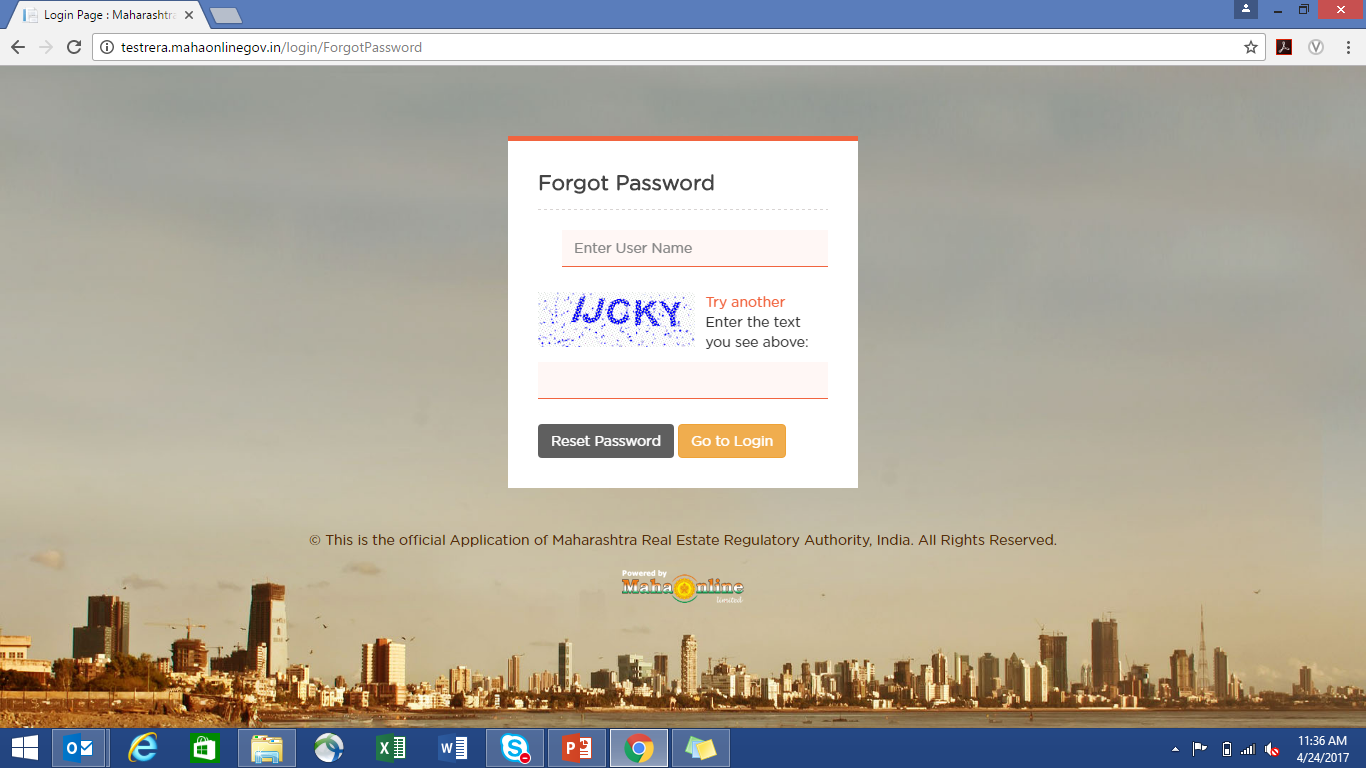 Login Page : Maharashtra
testrera.mahaonlinegov.in/login/ForgotPassword
Forgot Password
Enter User Name
IJCKY
Try another
Enter the text
you see above:
Reset Password
Go to Login
© This is the official Application of Maharashtra Real Estate Regulatory Authority, India. All Rights Reserved.
Powered by
MahaOnline
limited
11:36 AM
4/24/2017